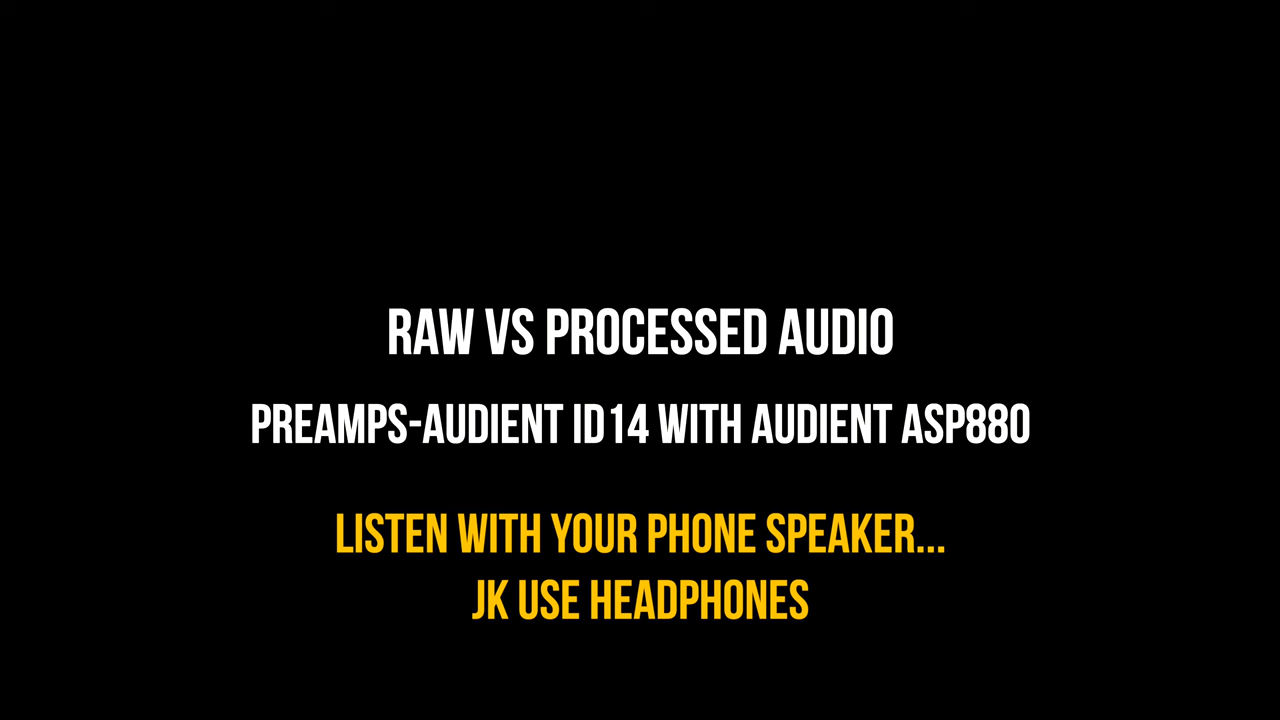 RAW VS PROCESSED AUDIO
PREAMPS-AUDIENT ID14 WITH AUDIENT ASP880
LISTEN WITH YOUR PHONE SPEAKER...
JK USE HEADPHONES